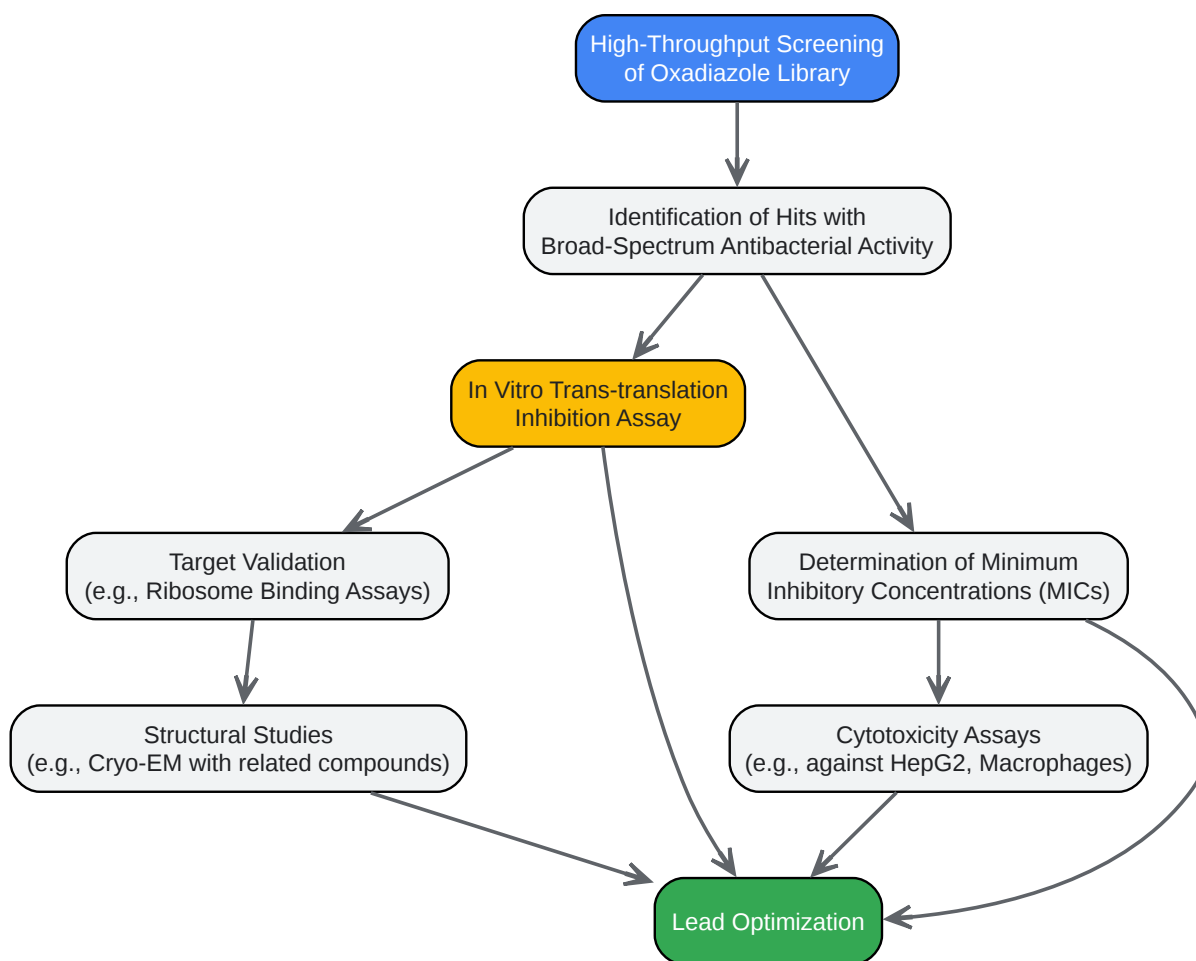 High-Throughput Screening
of Oxadiazole Library
Identification of Hits with
Broad-Spectrum Antibacterial Activity
In Vitro Trans-translation
Inhibition Assay
Target Validation
(e.g., Ribosome Binding Assays)
Determination of Minimum
Inhibitory Concentrations (MICs)
Structural Studies
(e.g., Cryo-EM with related compounds)
Cytotoxicity Assays
(e.g., against HepG2, Macrophages)
Lead Optimization